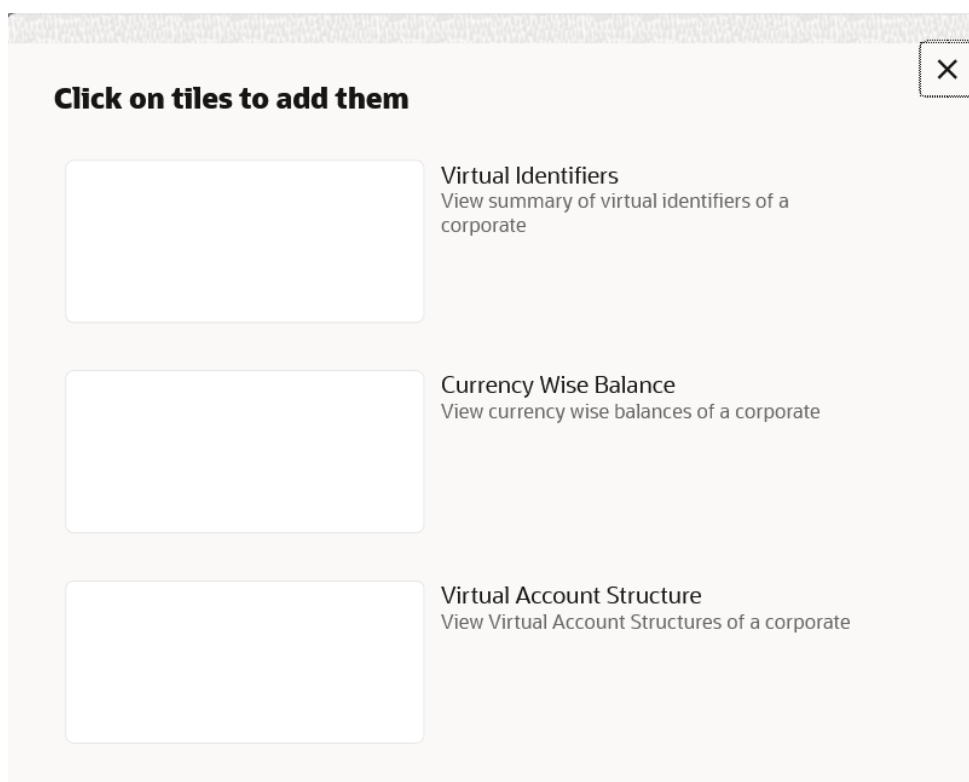 Click on tiles to add them
Virtual Identifiers
View summary of virtual identifiers of a
corporate
Currency Wise Balance
View currency wise balances of a corporate
Virtual Account Structure
View Virtual Account Structures of a corporate